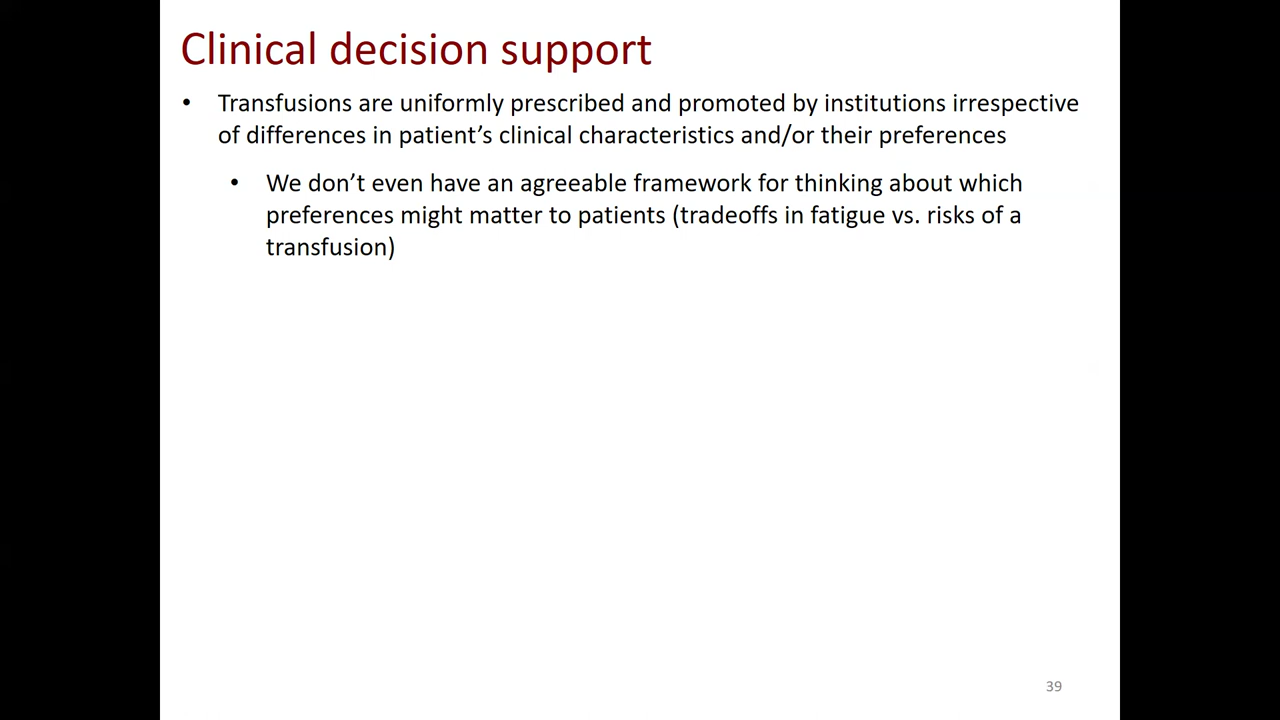 Clinical decision support
• Transfusions are uniformly prescribed and promoted by institutions irrespective
of differences in patient’s clinical characteristics and/or their preferences
• We don’t even have an agreeable framework for thinking about which
preferences might matter to patients (tradeoffs in fatigue vs. risks of a
transfusion)
39